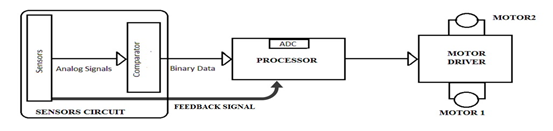 Sensors
Analog Signals
Comparator
Binary Data
ADC
PROCESSOR
MOTOR
DRIVER
MOTOR2
MOTOR 1
FEEDBACK SIGNAL
SENSORS CIRCUIT